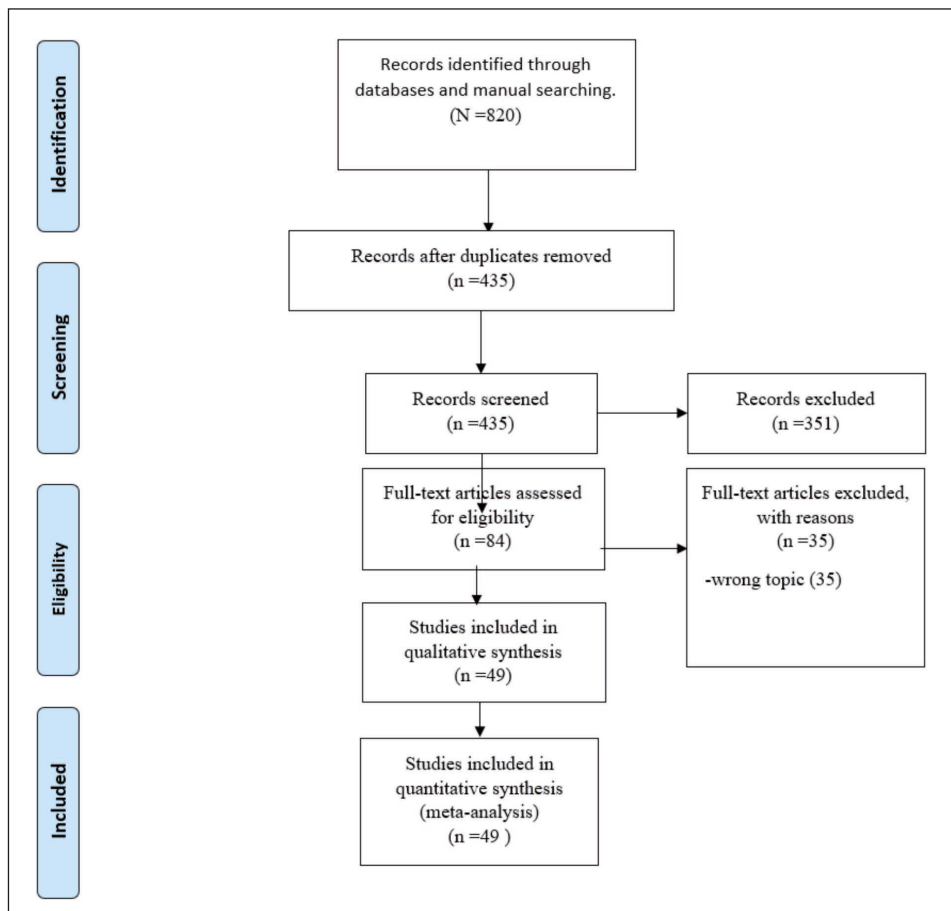 Identification
Records identified through
databases and manual searching.
(N =820)
Records after duplicates removed
(n =435)
Screening
Records screened
(n =435)
Records excluded
(n =351)
Eligibility
Full-text articles assessed
for eligibility
(n =84)
Full-text articles excluded,
with reasons
(n =35)
-wrong topic (35)
Studies included in
qualitative synthesis
(n =49)
Included
Studies included in
quantitative synthesis
(meta-analysis)
(n =49 )